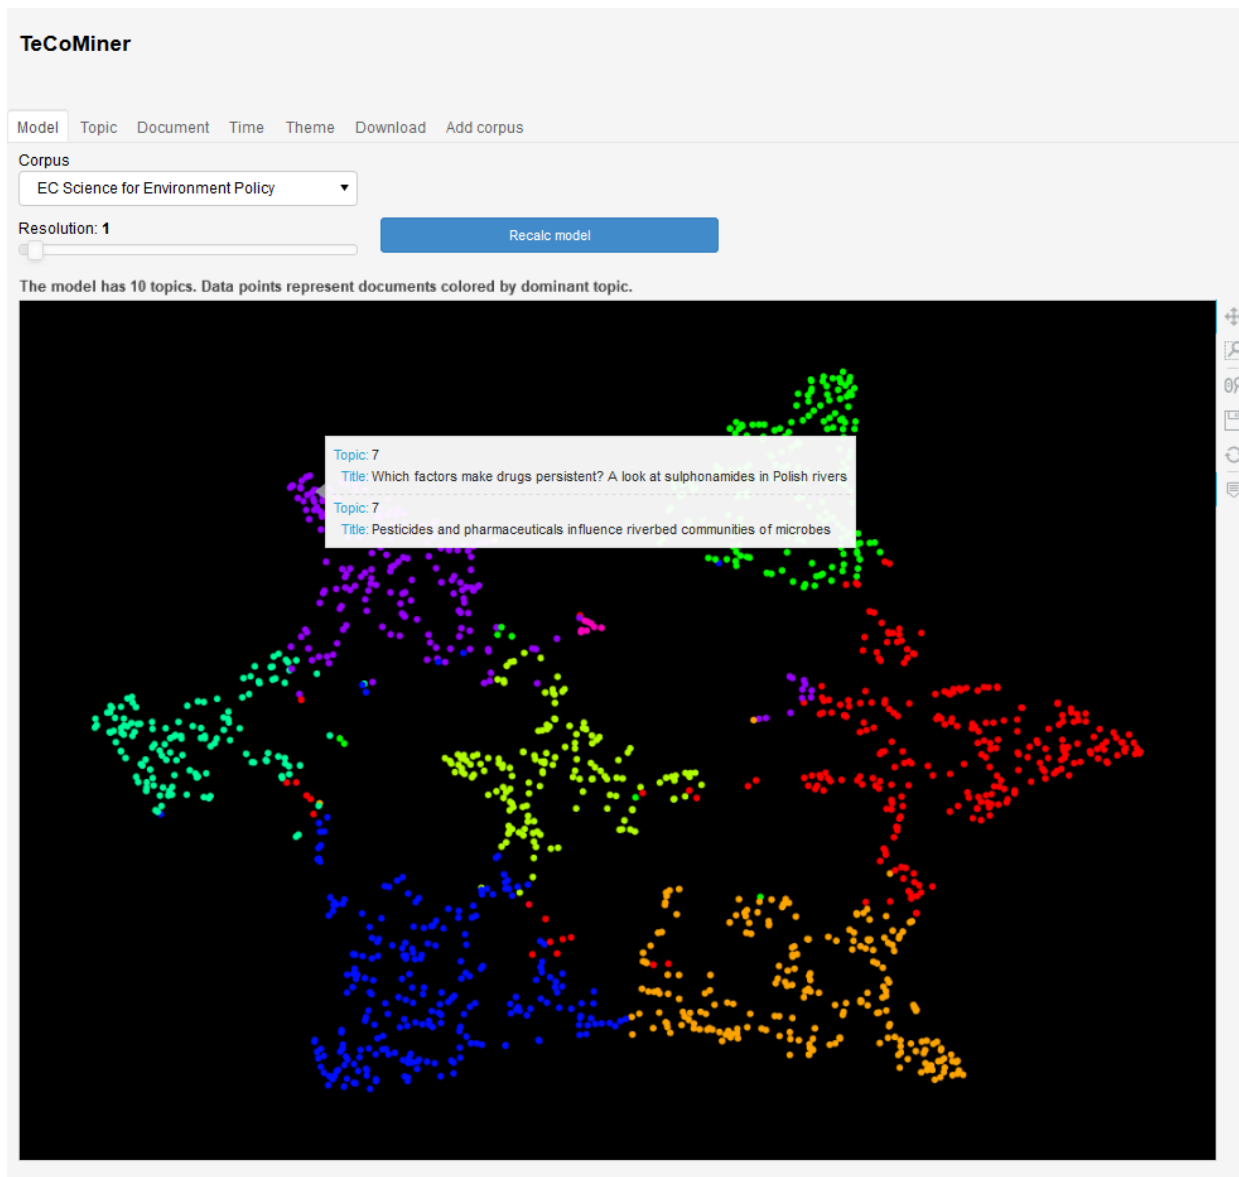 TeCoMiner
Model Topic Document Time Theme Download Add corpus
Corpus
EC Science for Environment Policy
Resolution: 1
Recalc model
The model has 10 topics. Data points represent documents colored by dominant topic.
Topic: 7
Title: Which factors make drugs persistent? A look at sulphonamides in Polish rivers
Topic: 7
Title: Pesticides and pharmaceuticals influence riverbed communities of microbes